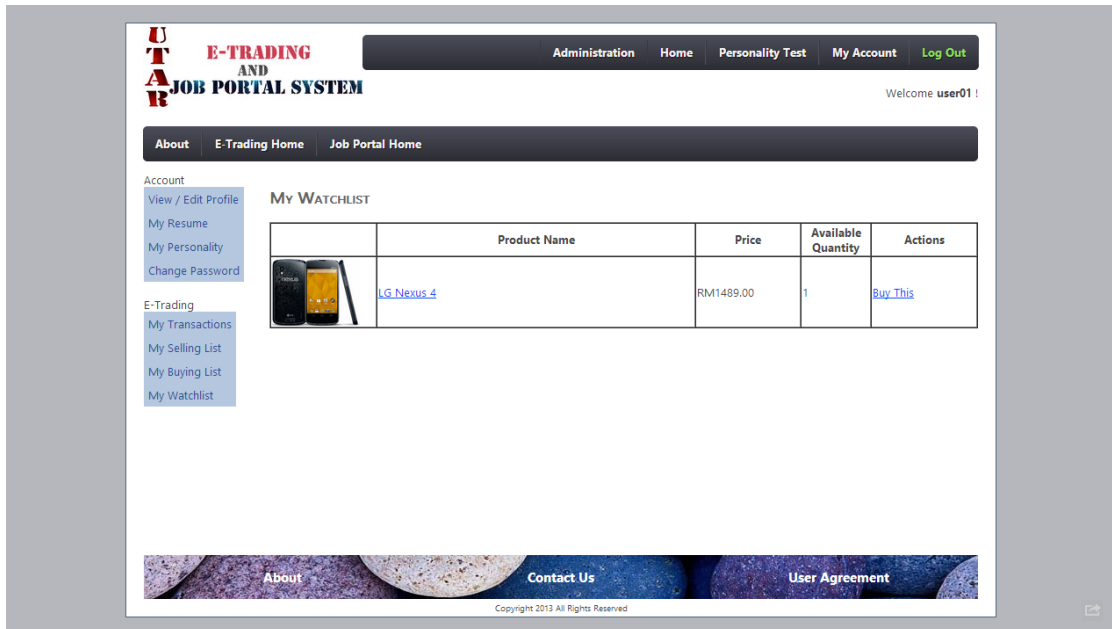 UTAR
E-TRADING
AND
JOB PORTAL SYSTEM
Administration Home Personality Test My Account Log Out
Welcome user01 !
About E-Trading Home Job Portal Home
Account
View / Edit Profile
My Resume
My Personality
Change Password
E-Trading
My Transactions
My Selling List
My Buying List
My Watchlist
MY WATCHLIST
Product Name Price Available Quantity Actions
LG Nexus 4 RM1489.00 1 Buy This
About Contact Us User Agreement
Copyright 2013 All Rights Reserved